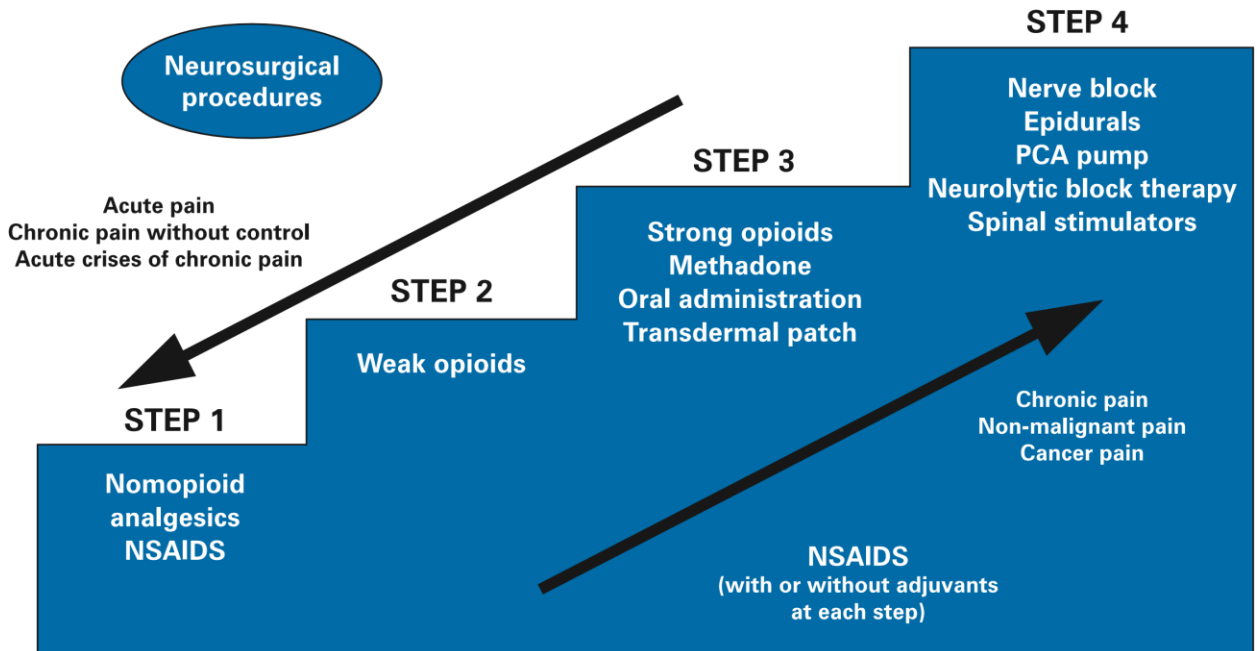 Neurosurgical
procedures
Acute pain
Chronic pain without control
Acute crises of chronic pain
STEP 1
Nomopioid
analgesics
NSAIDS
STEP 2
Weak opioids
STEP 3
Strong opioids
Methadone
Oral administration
Transdermal patch
STEP 4
Nerve block
Epidurals
PCA pump
Neurolytic block therapy
Spinal stimulators
Chronic pain
Non-malignant pain
Cancer pain
NSAIDS
(with or without adjuvants
at each step)